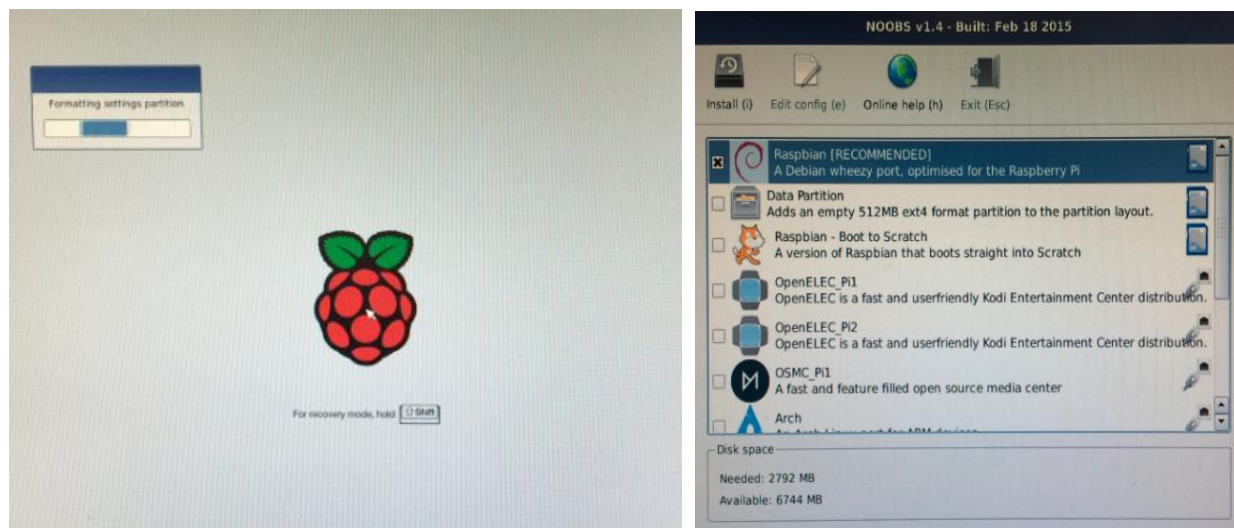 Formatting settings partition
For recovery mode, hold Shift
NOOBS v1.4 - Built: Feb 18 2015
Install (i) Edit config (e) Online help (h) Exit (Esc)
Raspbian [RECOMMENDED]
A Debian wheezy port, optimised for the Raspberry Pi
Data Partition
Adds an empty 512MB ext4 format partition to the partition layout.
Raspbian - Boot to Scratch
A version of Raspbian that boots straight into Scratch
OpenELEC_Pi1
OpenELEC is a fast and userfriendly Kodi Entertainment Center distribution.
OpenELEC_Pi2
OpenELEC is a fast and userfriendly Kodi Entertainment Center distribution.
OSMC_Pi1
A fast and feature filled open source media center
Arch
Disk space
Needed: 2792 MB
Available: 6744 MB